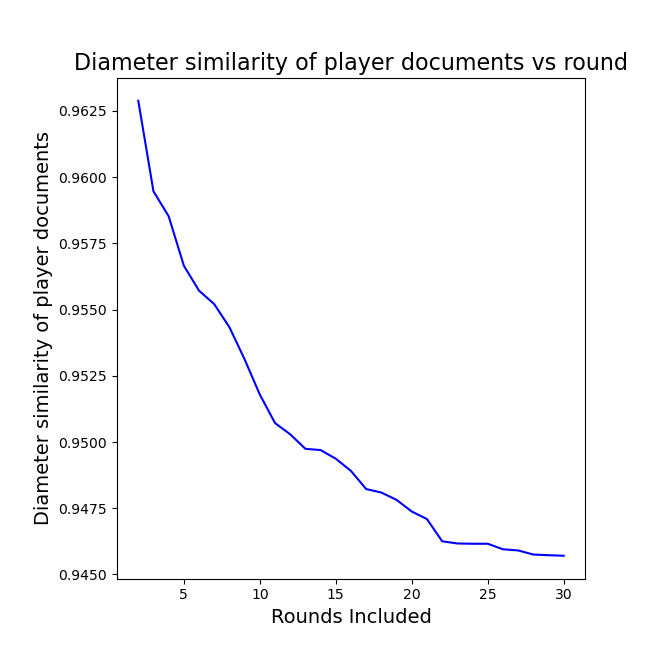 Diameter similarity of player documents vs round
Diameter similarity of player documents
0.9625
0.9600
0.9575
0.9550
0.9525
0.9500
0.9475
0.9450
5 10 15 20 25 30
Rounds Included